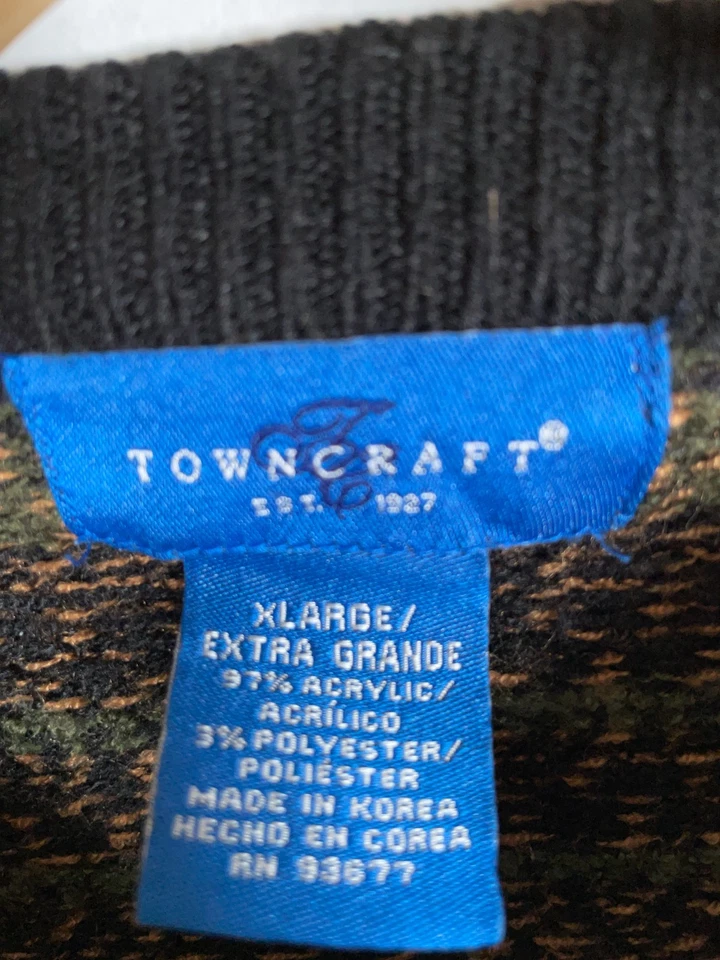 TOWNCRAFT®
EST. 1927
XLARGE/
EXTRA GRANDE
97% ACRYLIC/
ACRÍLICO
3% POLYESTER/
POLIÉSTER
MADE IN KOREA
HECHO EN COREA
RN 93677